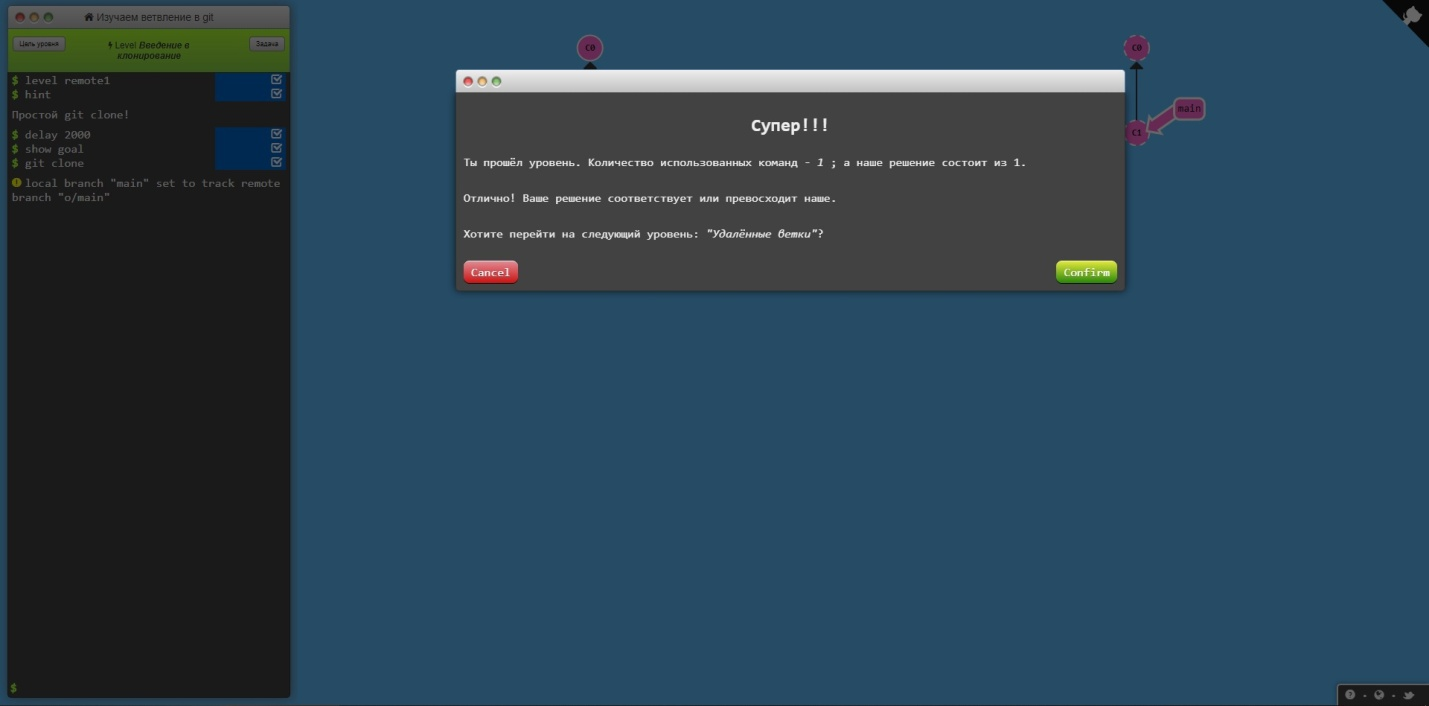 Изучаем ветвление в git
Цель уровня
Level Введение в
клонирование
Задача
$ level remote1
$ hint
Простой git clone!
$ delay 2000
$ show goal
$ git clone
local branch "main" set to track remote
branch "o/main"
$
C0
C0
main
C1
Супер!!!
Ты прошёл уровень. Количество использованных команд - 1 ; а наше решение состоит из 1.
Отлично! Ваше решение соответствует или превосходит наше.
Хотите перейти на следующий уровень: "Удалённые ветки"?
Cancel
Confirm